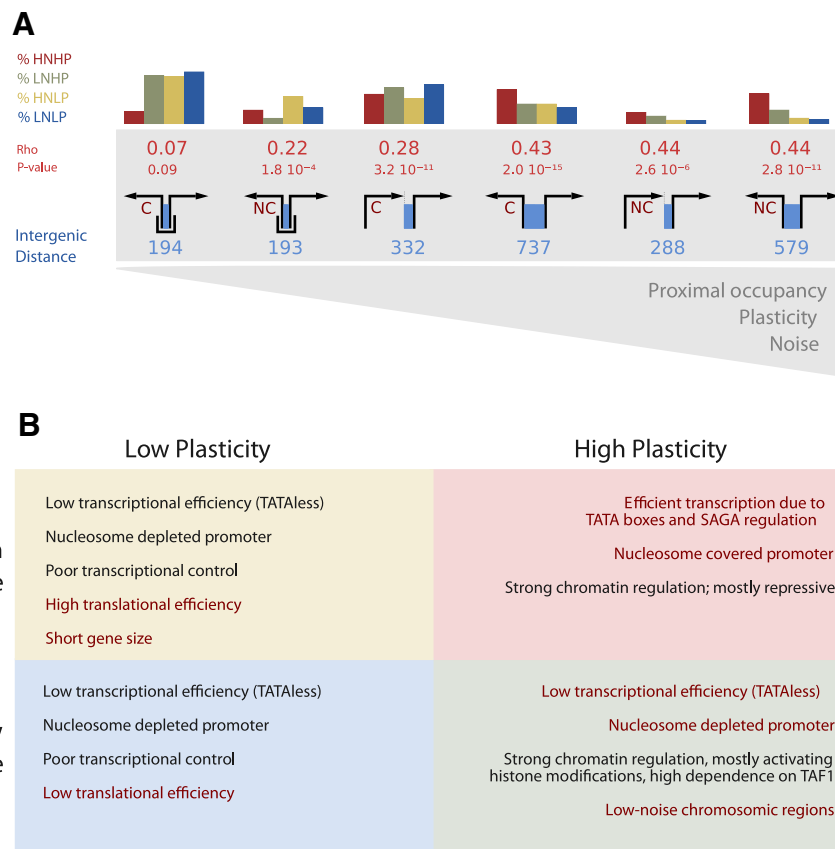 A
% HNHP
% LNHP
% HNLP
% LNLP
Rho 0.07 0.22 0.28 0.43 0.44 0.44
P-value 0.09 1.8 10⁻⁴ 3.2 10⁻¹¹ 2.0 10⁻¹⁵ 2.6 10⁻⁶ 2.8 10⁻¹¹
C NC C C NC NC
Intergenic
Distance
194 193 332 737 288 579
Proximal occupancy
Plasticity
Noise
B
Low Plasticity High Plasticity
Low transcriptional efficiency (TATAless)
Nucleosome depleted promoter
Poor transcriptional control
High translational efficiency
Short gene size
Efficient transcription due to
TATA boxes and SAGA regulation
Nucleosome covered promoter
Strong chromatin regulation; mostly repressive
Low transcriptional efficiency (TATAless)
Nucleosome depleted promoter
Poor transcriptional control
Low translational efficiency
Low transcriptional efficiency (TATAless)
Nucleosome depleted promoter
Strong chromatin regulation, mostly activating
histone modifications, high dependence on TAF1
Low-noise chromosomic regions